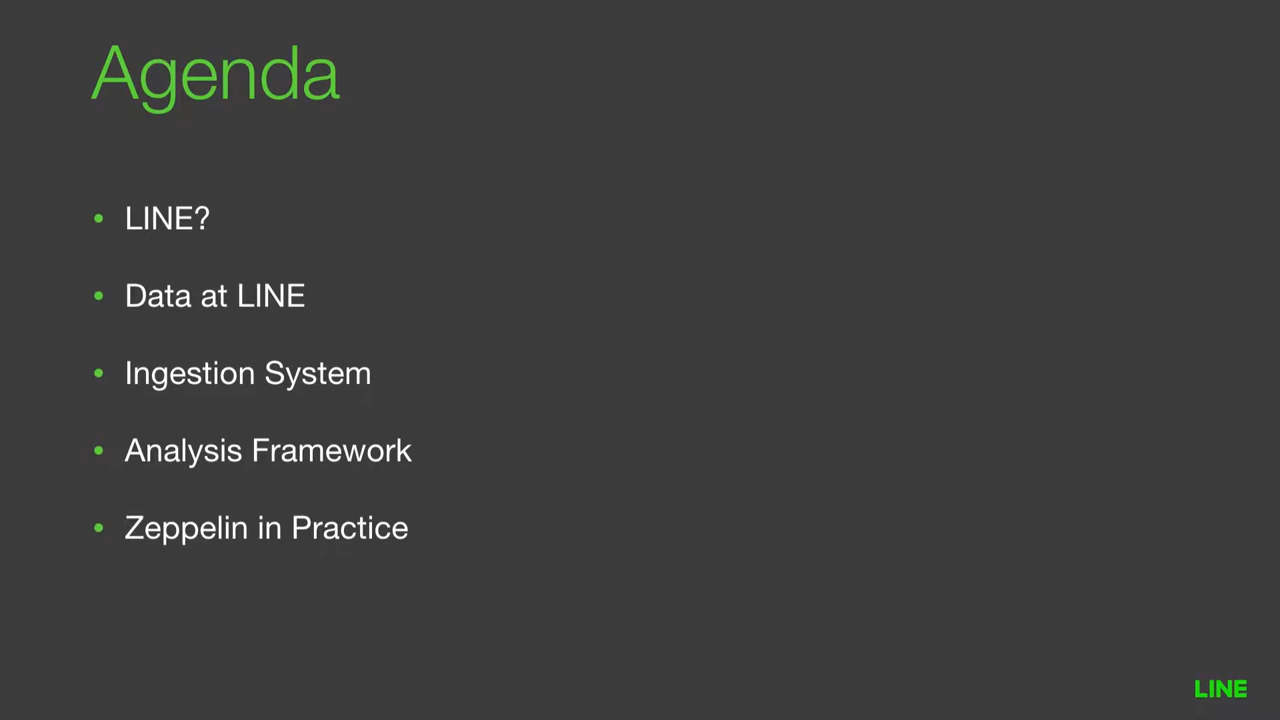 Agenda
• LINE?
• Data at LINE
• Ingestion System
• Analysis Framework
• Zeppelin in Practice
LINE